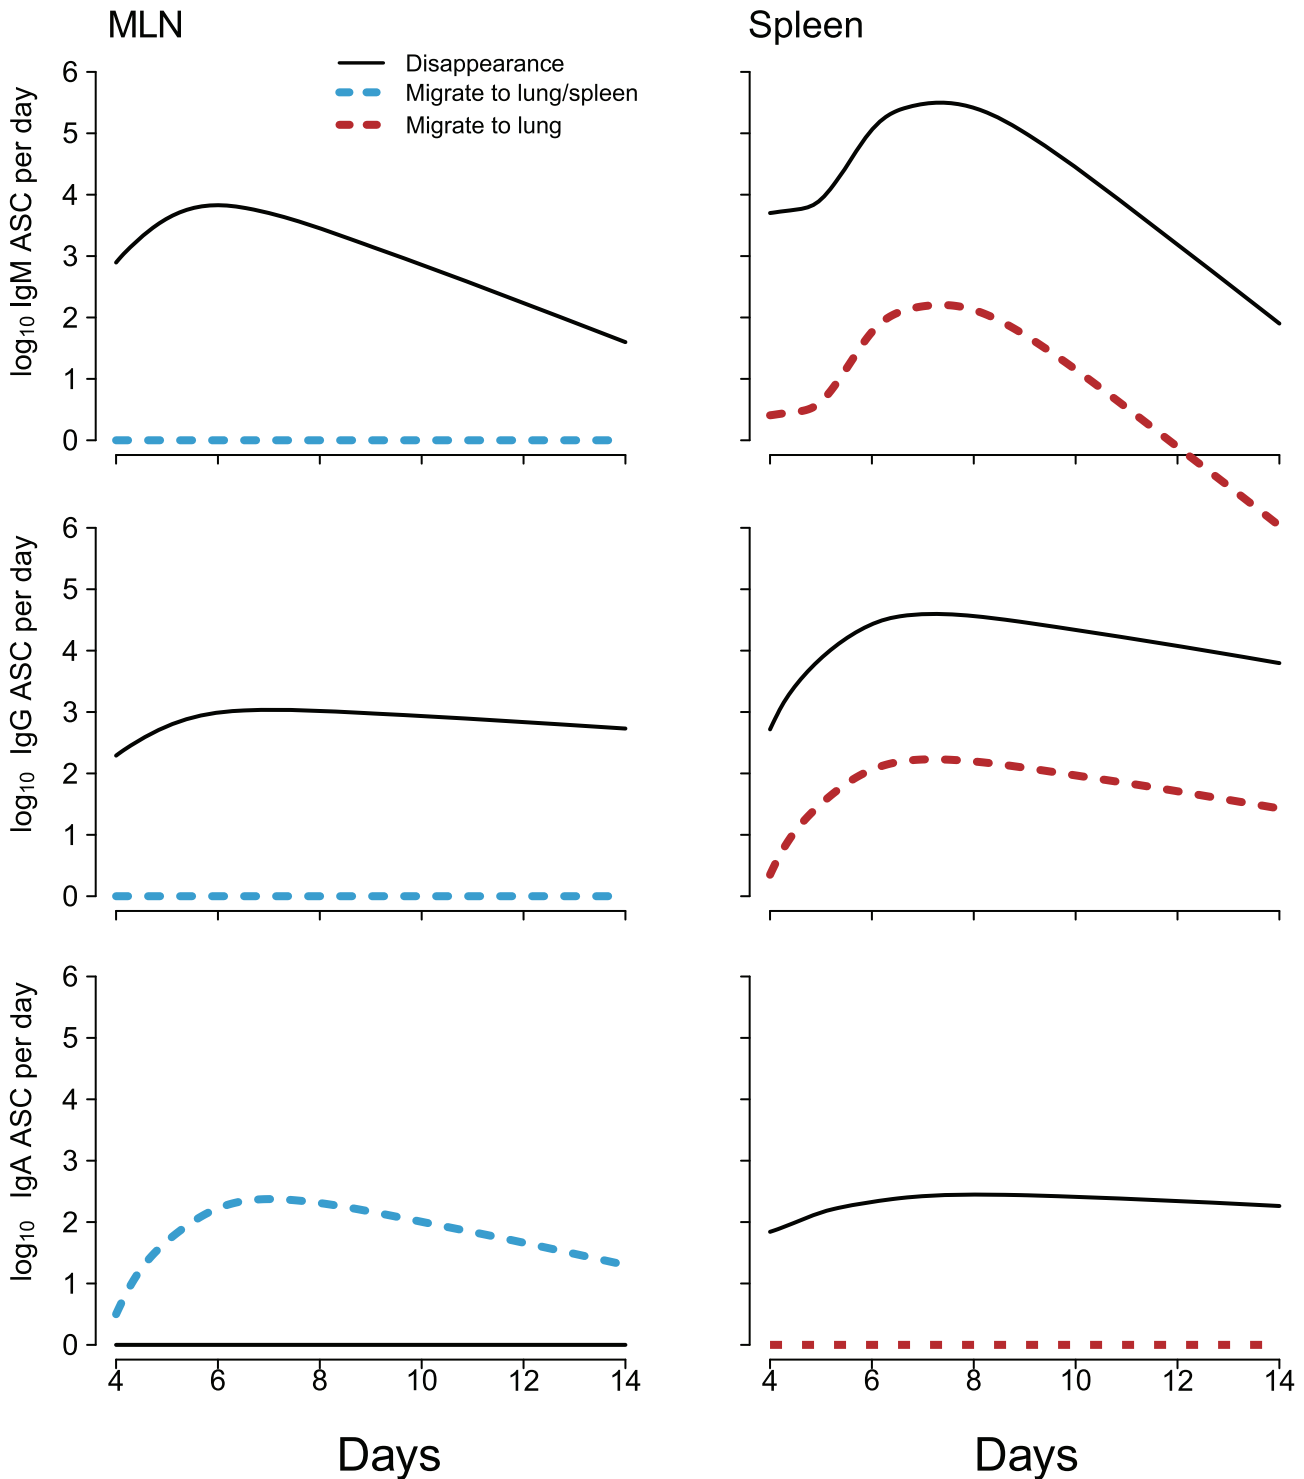 MLN
Spleen
Disappearance
Migrate to lung/spleen
Migrate to lung
log10 IgM ASC per day
6
5
4
3
2
1
0
log10 IgG ASC per day
6
5
4
3
2
1
0
log10 IgA ASC per day
6
5
4
3
2
1
0
4 6 8 10 12 14
4 6 8 10 12 14
Days
Days